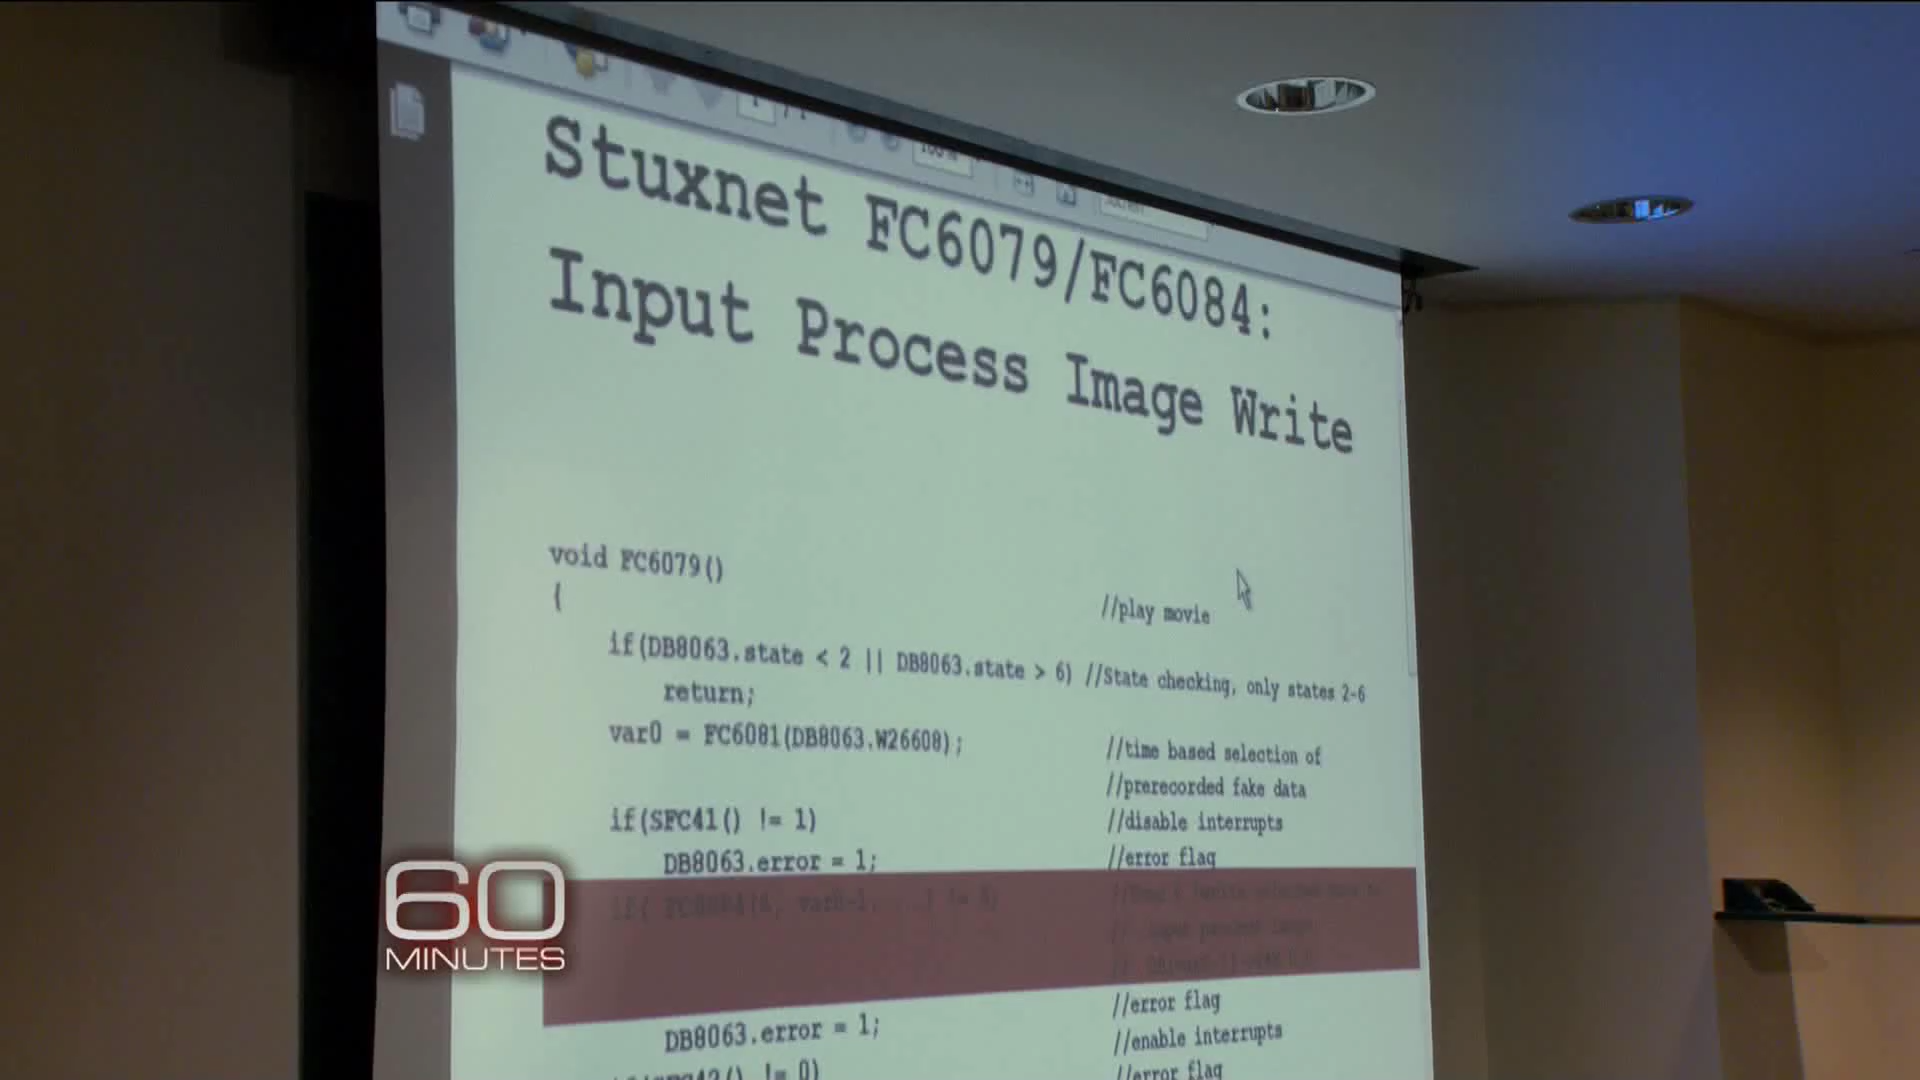 Stuxnet FC6079/FC6084:
Input Process Image Write
void FC6079()
{ //play movie
if(DB8063.state < 2 || DB8063.state > 6) //State checking, only states 2-6
return;
var0 = FC6081(DB8063.W26608); //time based selection of
//prerecorded fake data
if(SFC41() != 1) //disable interrupts
DB8063.error = 1; //error flag
//error flag
DB8063.error = 1; //enable interrupts
//error flag
60
MINUTES